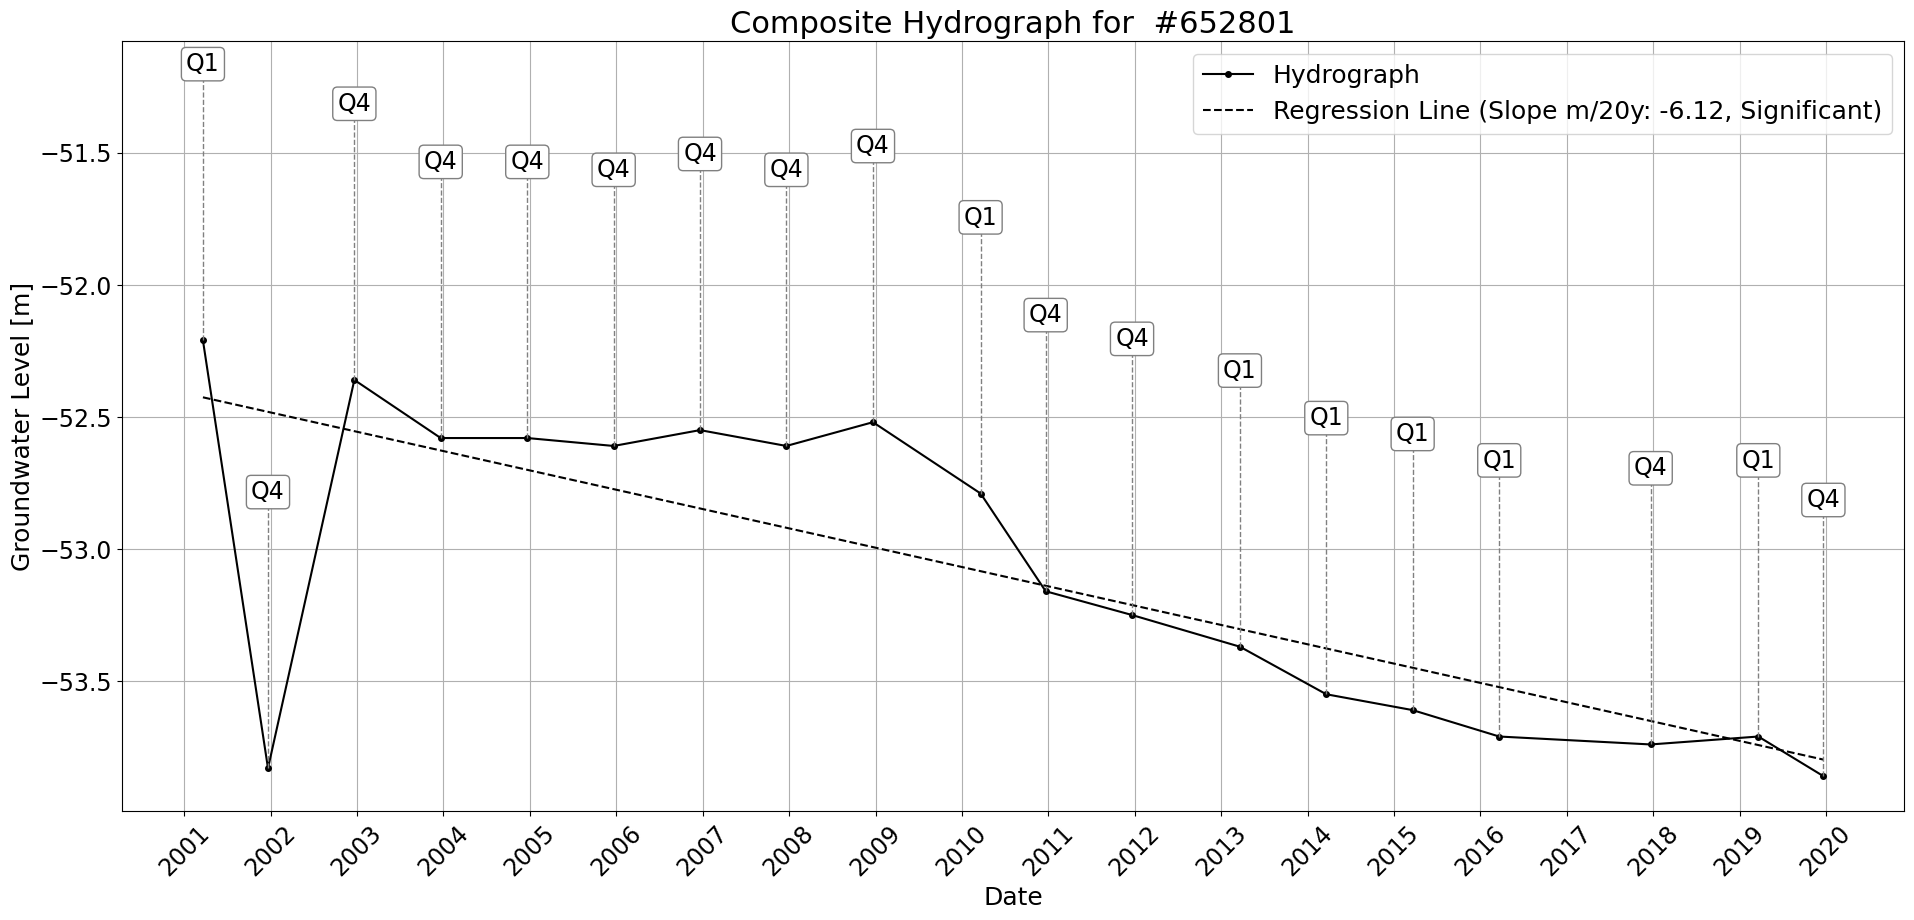 Composite Hydrograph for  #652801
Hydrograph
Regression Line (Slope m/20y: -6.12, Significant)
Q1
Q4
Q4
Q4
Q4
Q4
Q4
Q4
Q4
Q1
Q4
Q4
Q1
Q1
Q1
Q1
Q4
Q1
Q4
Groundwater Level [m]
−51.5
−52.0
−52.5
−53.0
−53.5
2001
2002
2003
2004
2005
2006
2007
2008
2009
2010
2011
2012
2013
2014
2015
2016
2017
2018
2019
2020
Date